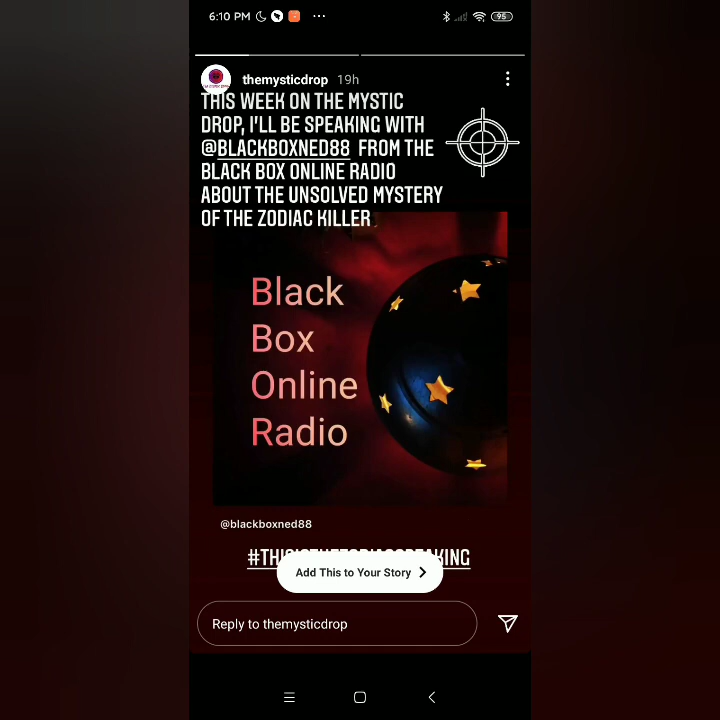 6:10 PM
95
themysticdrop 19h
THIS WEEK ON THE MYSTIC
DROP, I'LL BE SPEAKING WITH
@BLACKBOXNED88 FROM THE
BLACK BOX ONLINE RADIO
ABOUT THE UNSOLVED MYSTERY
OF THE ZODIAC KILLER
Black
Box
Online
Radio
@blackboxned88
Add This to Your Story
Reply to themysticdrop